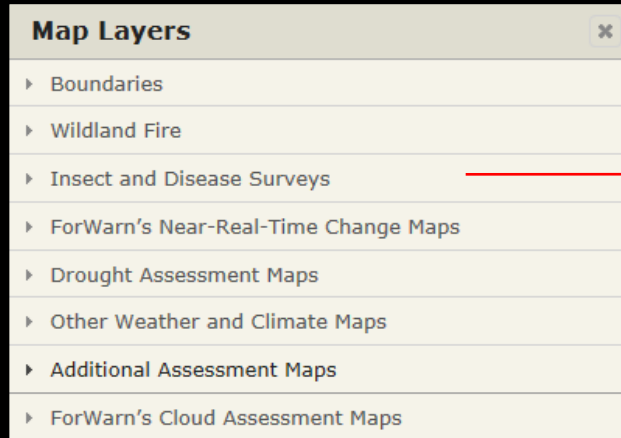 Map Layers
Boundaries
Wildland Fire
Insect and Disease Surveys
ForWarn's Near-Real-Time Change Maps
Drought Assessment Maps
Other Weather and Climate Maps
Additional Assessment Maps
ForWarn's Cloud Assessment Maps